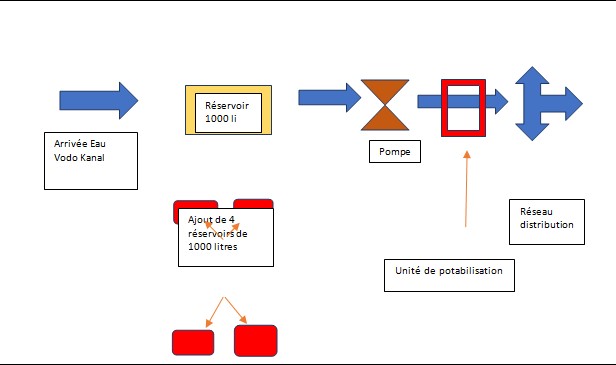 Arrivée Eau
Vodo Kanal
Réservoir
1000 li
Pompe
Ajout de 4
réservoirs de
1000 litres
Unité de potabilisation
Réseau
distribution